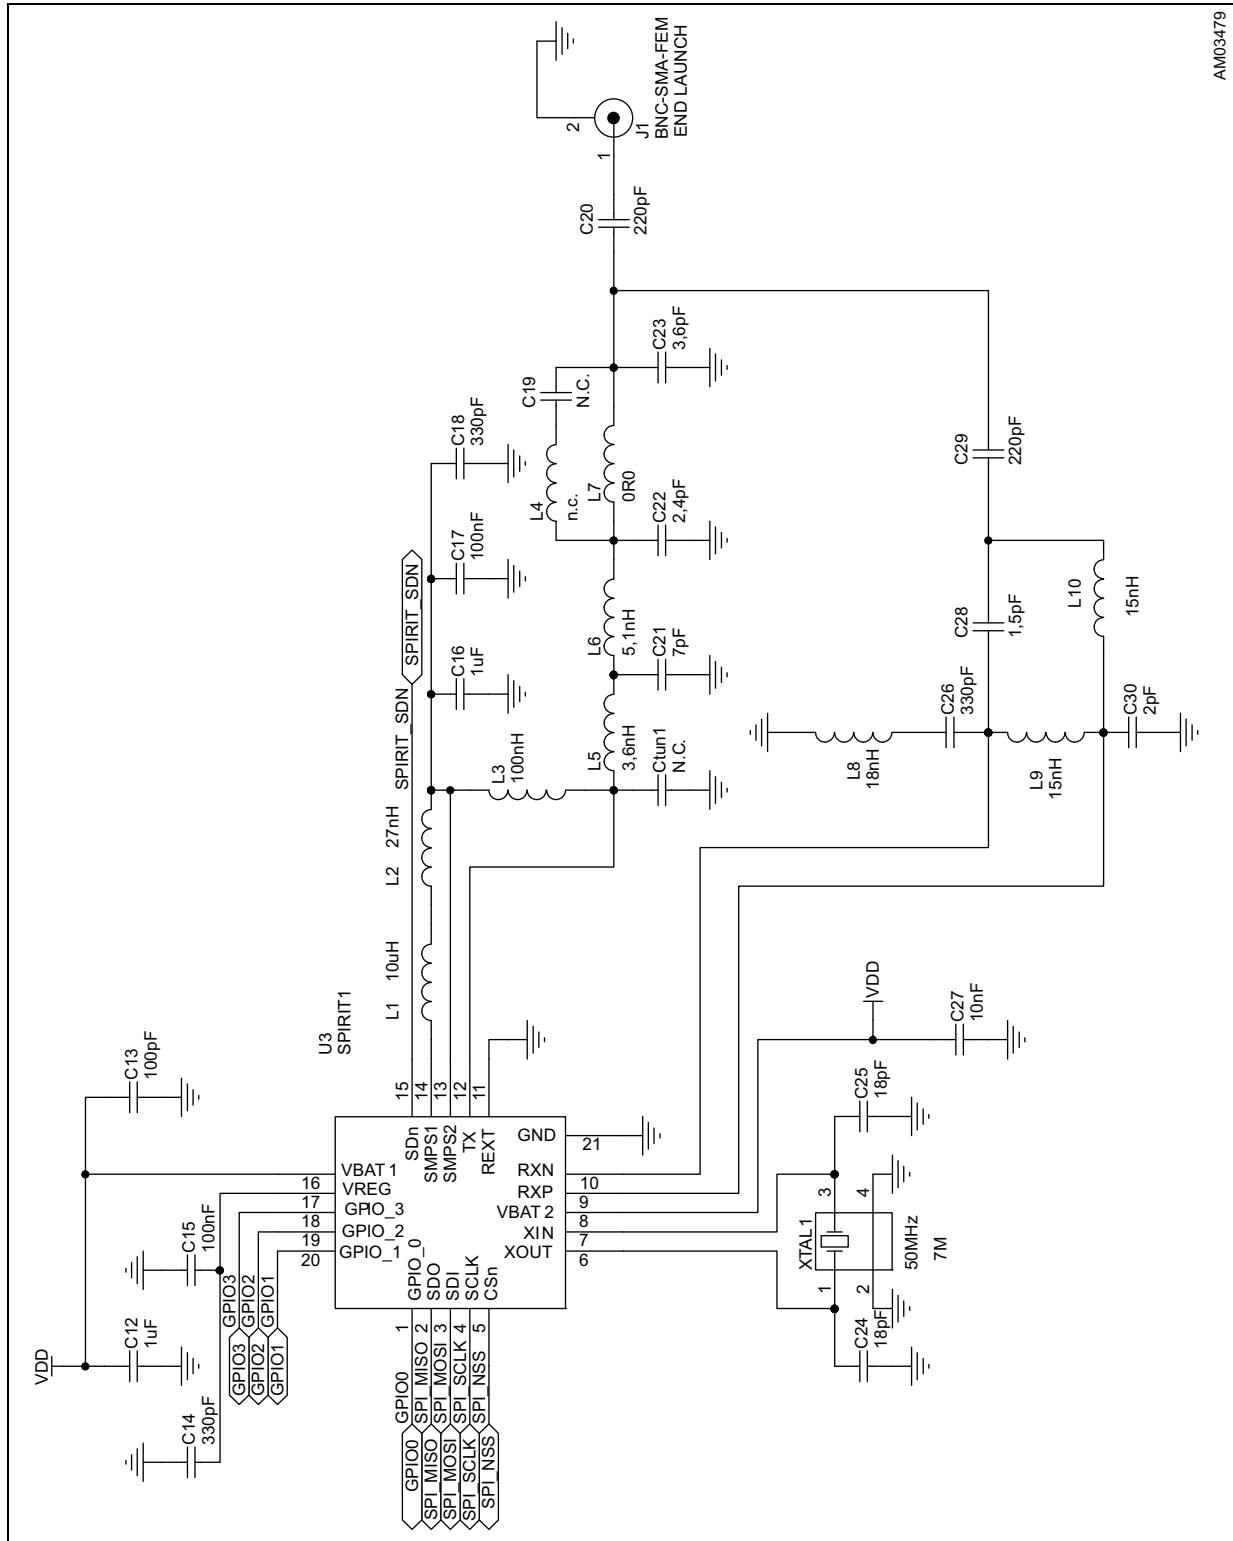 AM03479
BNC-SMA-FEM
END LAUNCH
J1
2
1
C20
220pF
C23
3,6pF
C19
N.C.
L4
n.c.
L7
0R0
C22
2,4pF
C18
330pF
C17
100nF
C16
1uF
SPIRIT_SDN
SPIRIT_SDN
L6
5,1nH
C21
7pF
L5
3,6nH
Ctun1
N.C.
L3
100nH
L2 27nH
L1 10uH
C29
220pF
C28
1,5pF
L10
15nH
C26
330pF
L8
18nH
L9
15nH
C30
2pF
U3
SPIRIT1
15
14
13
12
11
SDn
SMPS1
SMPS2
TX
REXT
GND
21
RXN
10
RXP
9
VBAT 2
8
XIN
7
XOUT
6
VBAT 1
16
VREG
17
GPIO_3
18
GPIO_2
19
GPIO_1
20
GPIO_0
SDO
SDI
SCLK
CSn
1
2
3
4
5
GPIO0
SPI_MISO
SPI_MOSI
SPI_SCLK
SPI_NSS
GPIO0
SPI_MISO
SPI_MOSI
SPI_SCLK
SPI_NSS
GPIO3
GPIO2
GPIO1
GPIO3
GPIO2
GPIO1
VDD
C13
100pF
C15
100nF
C12
1uF
C14
330pF
VDD
C27
10nF
C25
18pF
C24
18pF
XTAL1
50MHz
7M
3
4
1
2